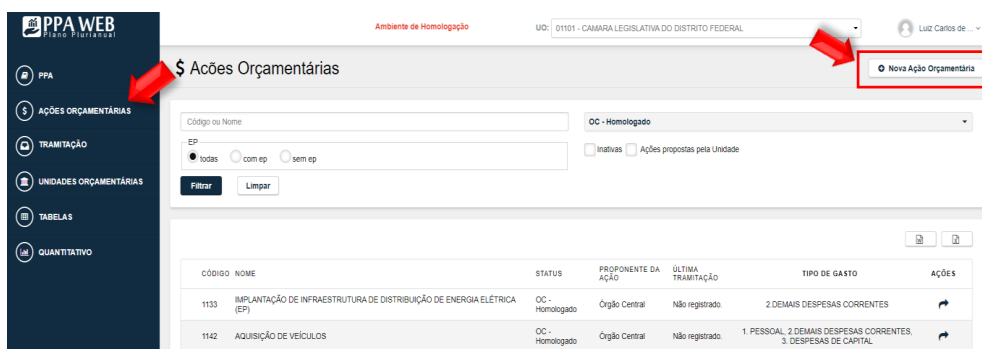 PPA WEB
Plano Plurianual
Ambiente de Homologação
UO: 01101 - CAMARA LEGISLATIVA DO DISTRITO FEDERAL
Luiz Carlos de ...
PPA
$ Acões Orçamentárias
Nova Ação Orçamentária
$ AÇÕES ORÇAMENTÁRIAS
Código ou Nome
OC - Homologado
TRAMITAÇÃO
EP
todas com ep sem ep
Inativas Ações propostas pela Unidade
UNIDADES ORÇAMENTÁRIAS
Filtrar Limpar
TABELAS
QUANTITATIVO
CÓDIGO NOME STATUS PROPONENTE DA AÇÃO ÚLTIMA TRAMITAÇÃO TIPO DE GASTO AÇÕES
1133 IMPLANTAÇÃO DE INFRAESTRUTURA DE DISTRIBUIÇÃO DE ENERGIA ELÉTRICA (EP) OC - Homologado Órgão Central Não registrado. 2.DEMAIS DESPESAS CORRENTES
1142 AQUISIÇÃO DE VEÍCULOS OC - Homologado Órgão Central Não registrado. 1. PESSOAL, 2.DEMAIS DESPESAS CORRENTES, 3. DESPESAS DE CAPITAL